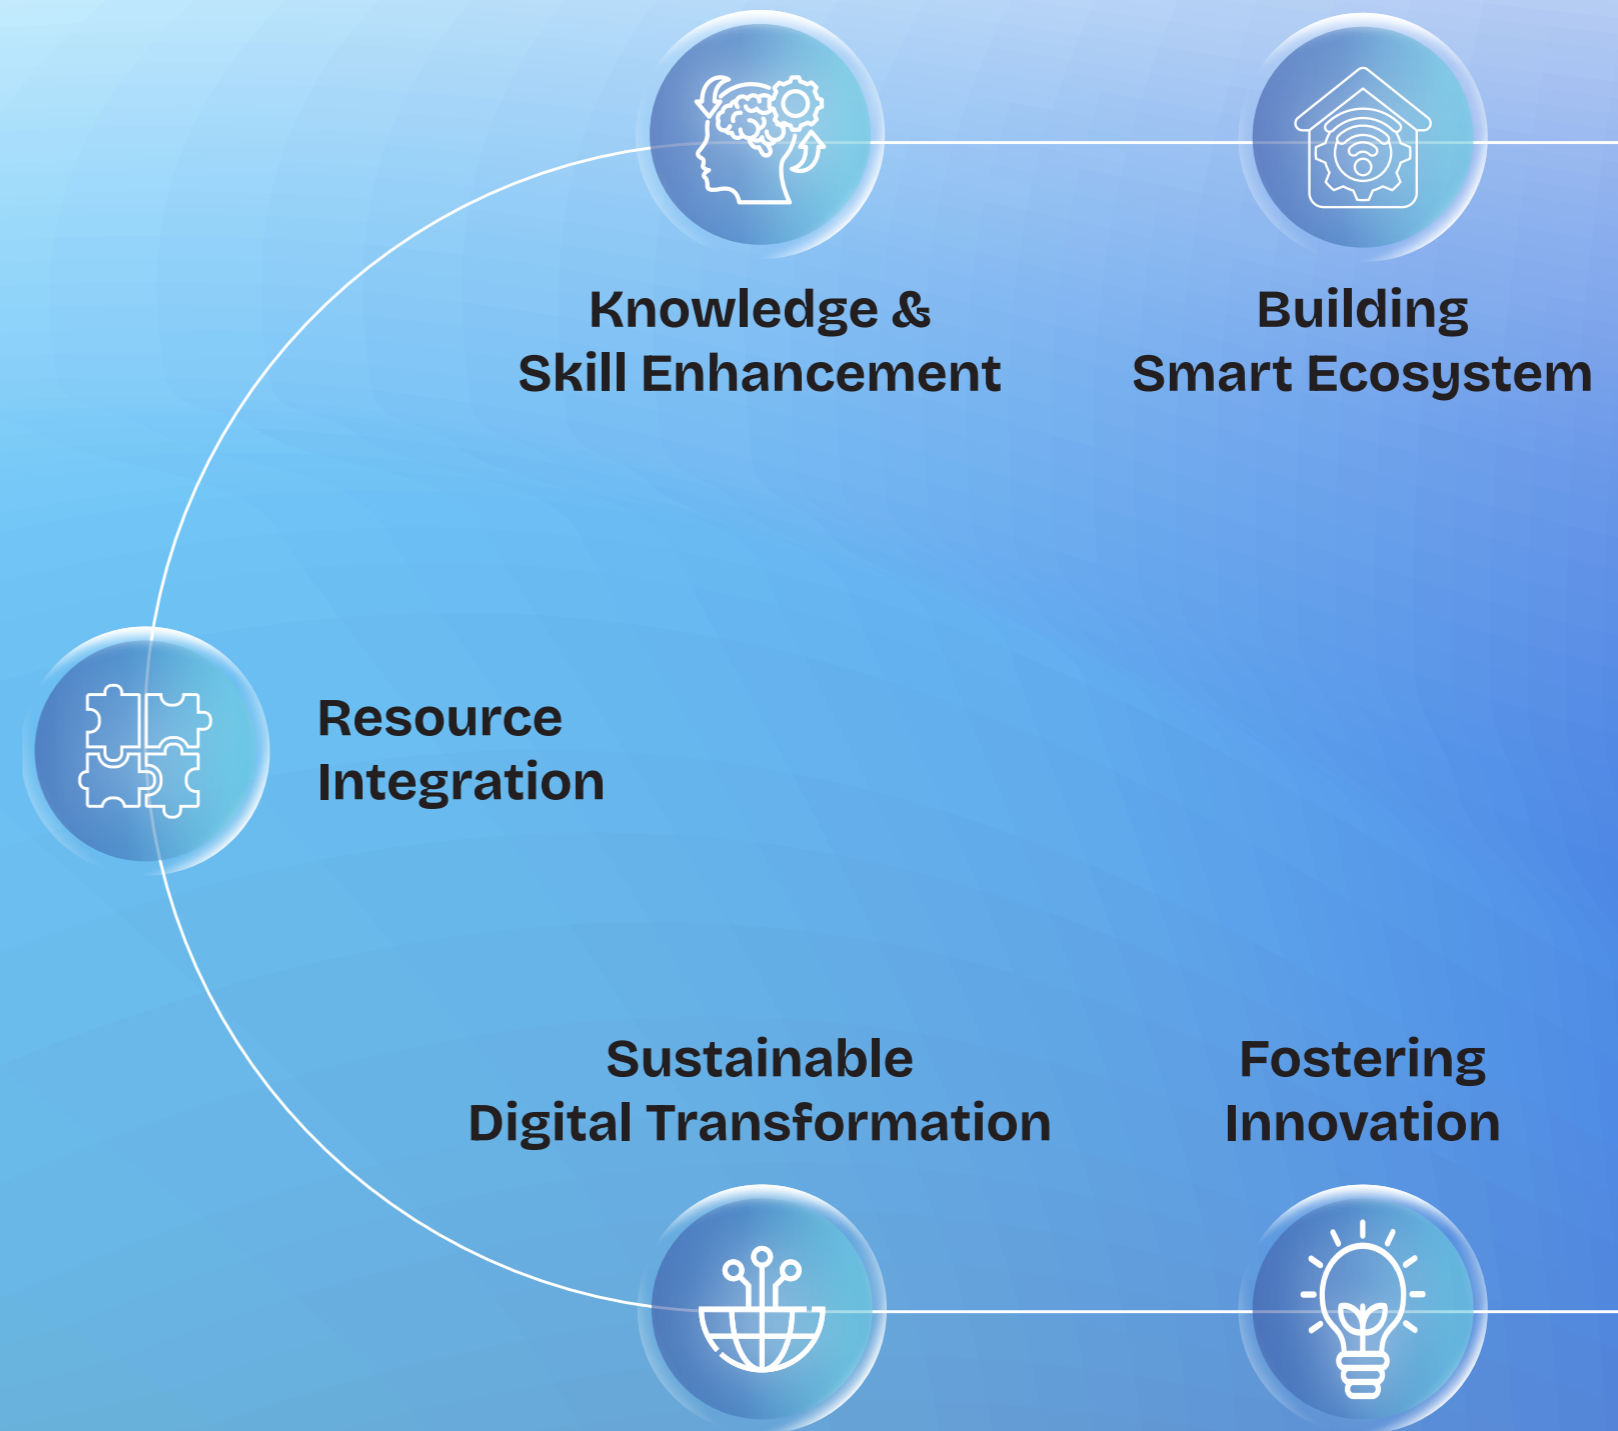 Knowledge &
Skill Enhancement
Building
Smart Ecosystem
Resource
Integration
Sustainable
Digital Transformation
Fostering
Innovation